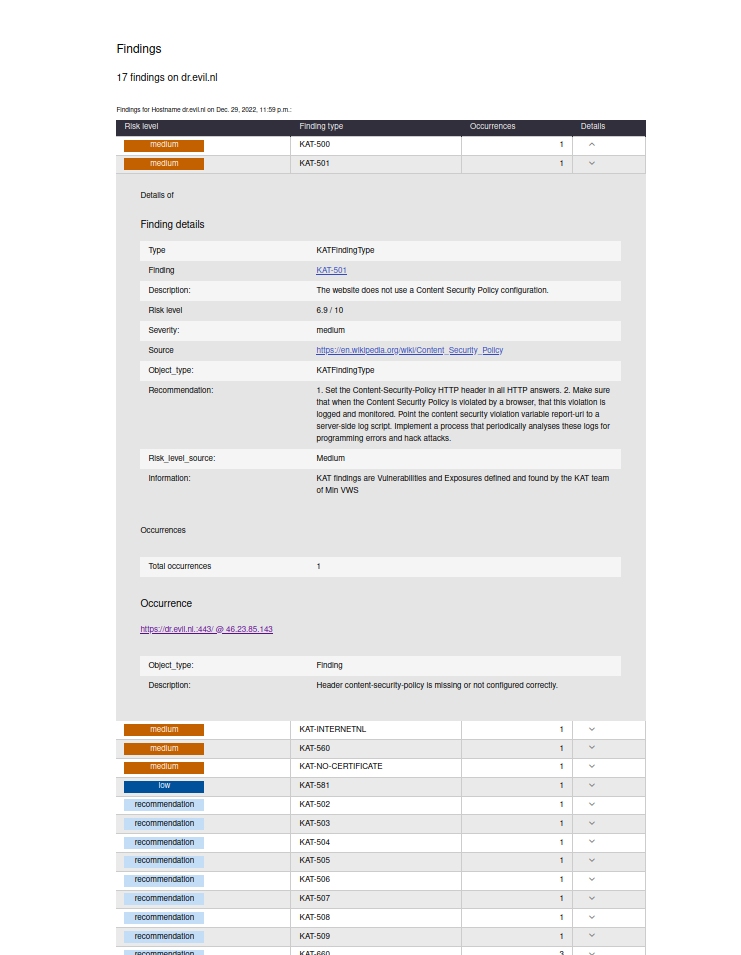 Findings
17 findings on dr.evil.nl
Findings for Hostname dr.evil.nl on Dec. 29, 2022, 11:59 p.m.:
Risk level Finding type Occurrences Details
medium KAT-500 1
medium KAT-501 1
Details of
Finding details
Type KATFindingType
Finding KAT-501
Description: The website does not use a Content Security Policy configuration.
Risk level 6.9 / 10
Severity: medium
Source https://en.wikipedia.org/wiki/Content_Security_Policy
Object_type: KATFindingType
Recommendation: 1. Set the Content-Security-Policy HTTP header in all HTTP answers. 2. Make sure
that when the Content Security Policy is violated by a browser, that this violation is
logged and monitored. Point the content security violation variable report-uri to a
server-side log script. Implement a process that periodically analyses these logs for
programming errors and hack attacks.
Risk_level_source: Medium
Information: KAT findings are Vulnerabilities and Exposures defined and found by the KAT team
of Min VWS
Occurrences
Total occurrences 1
Occurrence
https://dr.evil.nl.:443/ @ 46.23.85.143
Object_type: Finding
Description: Header content-security-policy is missing or not configured correctly.
medium KAT-INTERNETNL 1
medium KAT-560 1
medium KAT-NO-CERTIFICATE 1
low KAT-581 1
recommendation KAT-502 1
recommendation KAT-503 1
recommendation KAT-504 1
recommendation KAT-505 1
recommendation KAT-506 1
recommendation KAT-507 1
recommendation KAT-508 1
recommendation KAT-509 1
recommendation KAT-660 3